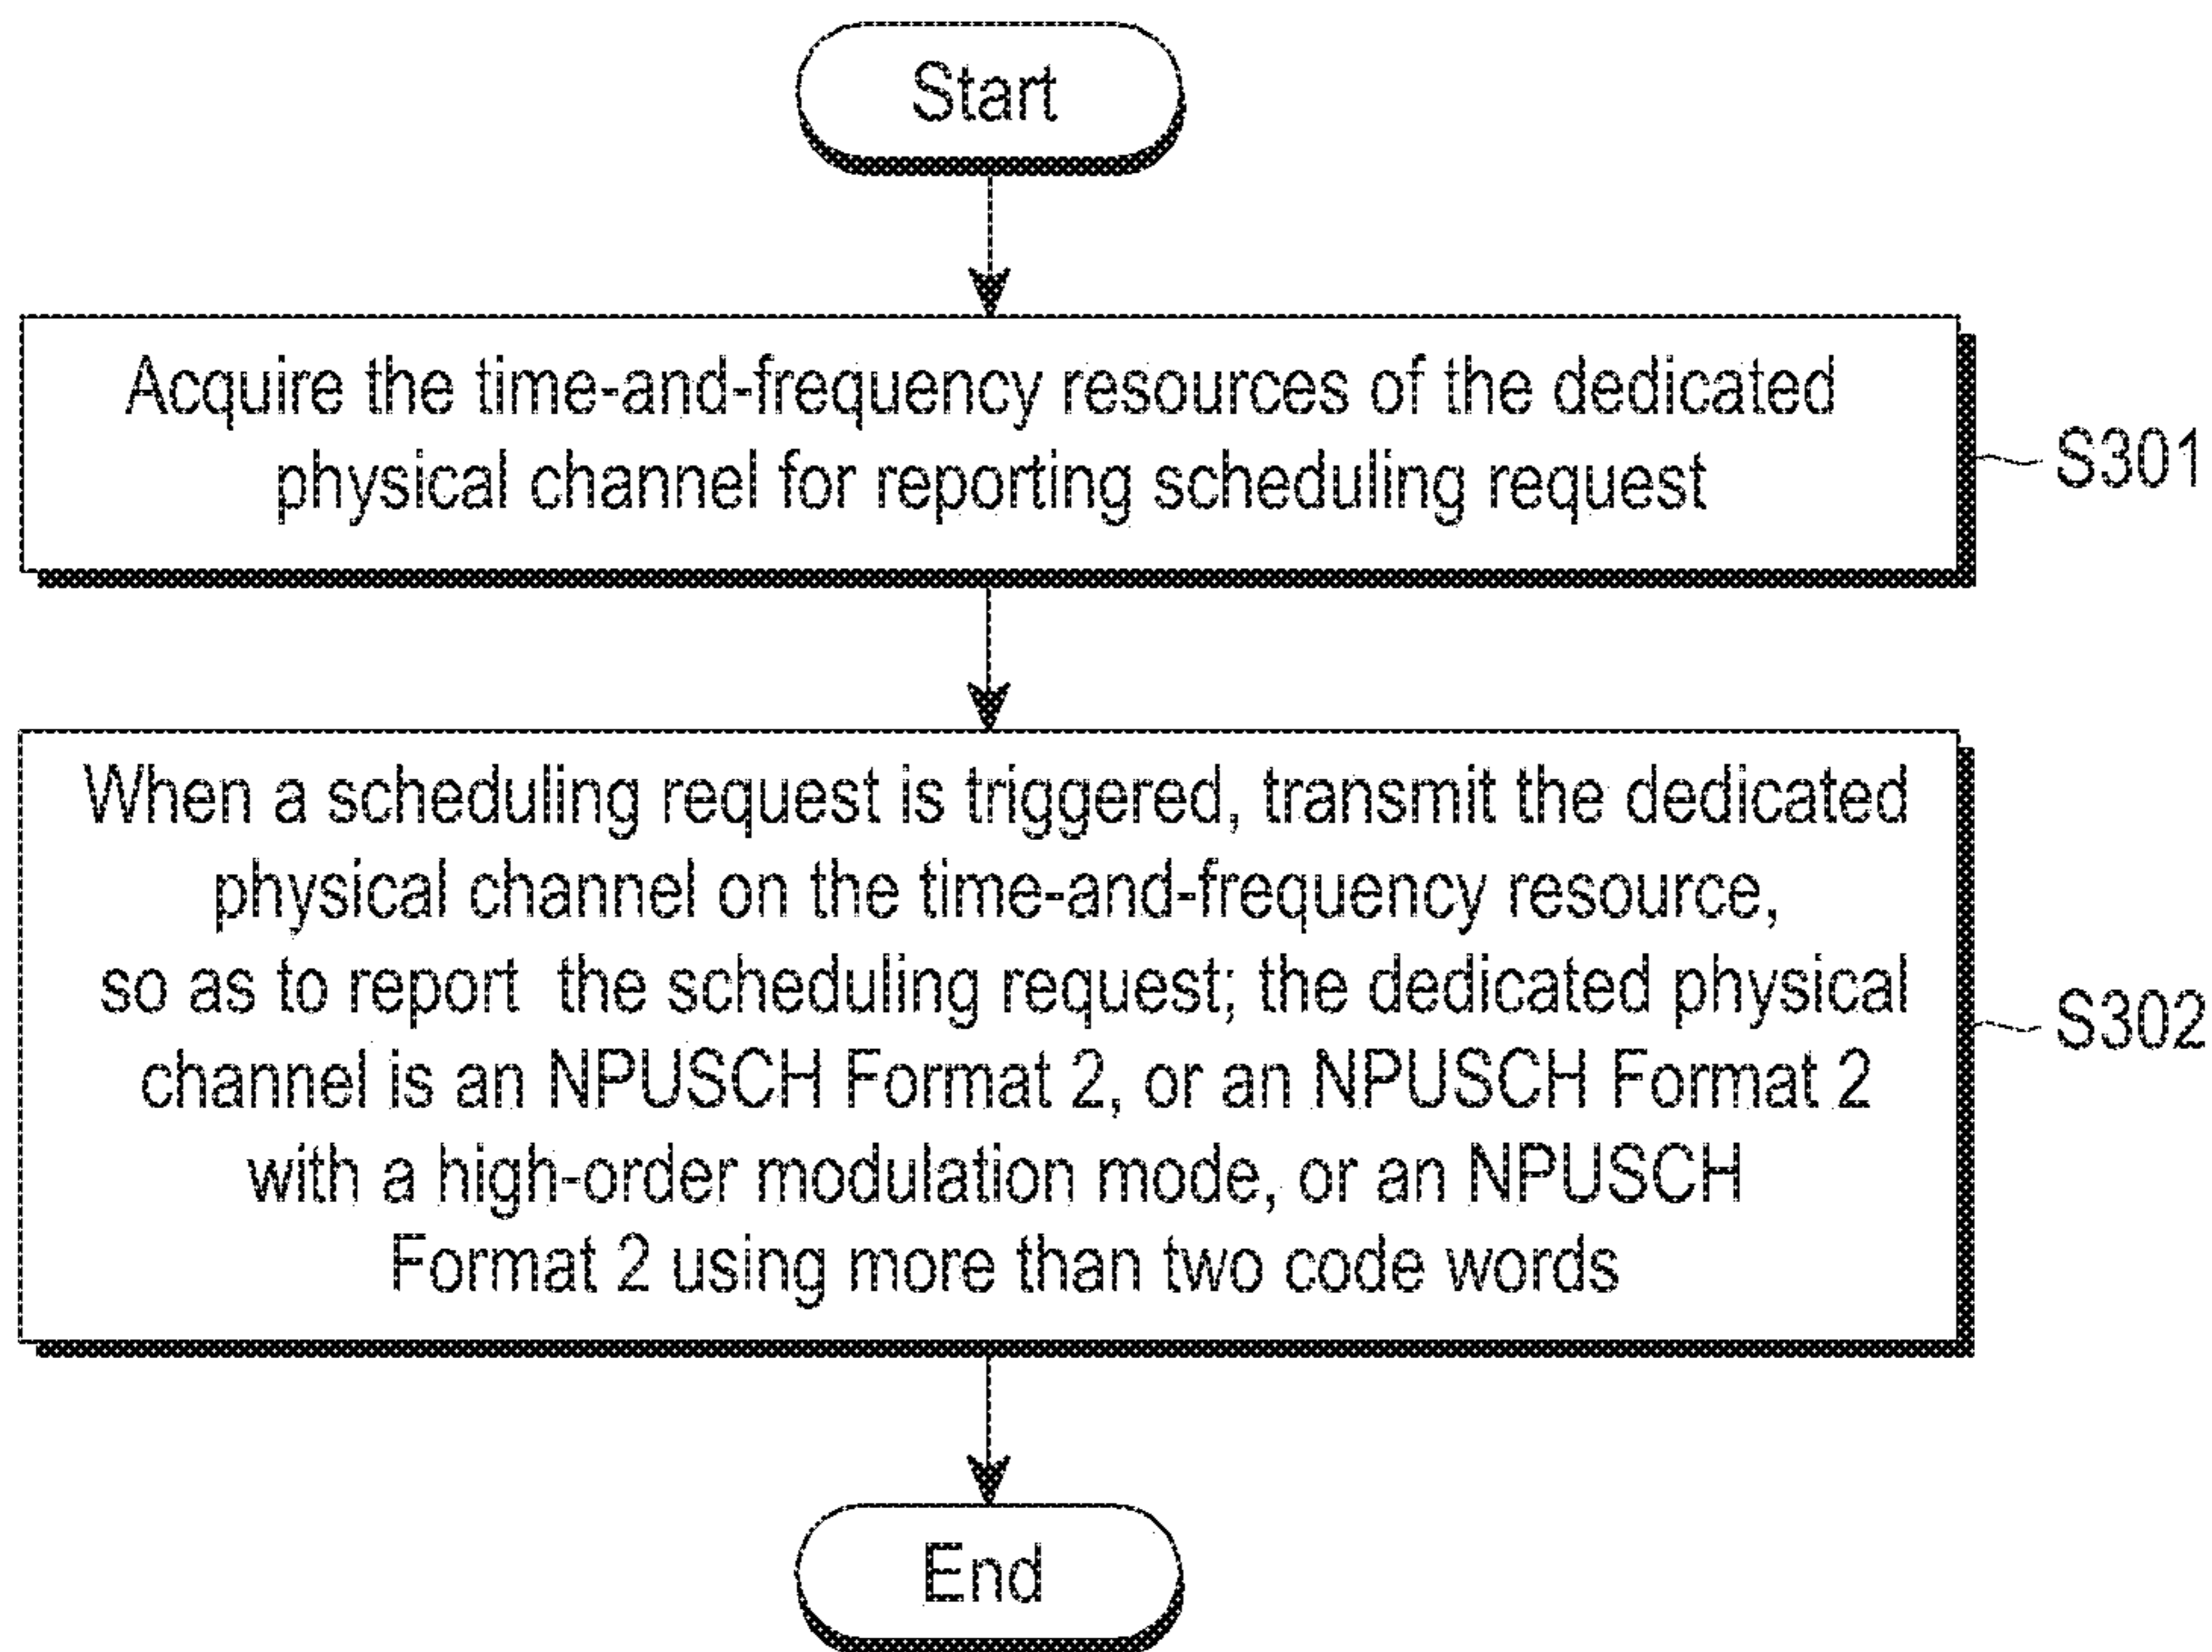 Start
Acquire the time-and-frequency resources of the dedicated
physical channel for reporting scheduling request
S301
When a scheduling request is triggered, transmit the dedicated
physical channel on the time-and-frequency resource,
so as to report the scheduling request; the dedicated physical
channel is an NPUSCH Format 2, or an NPUSCH Format 2
with a high-order modulation mode, or an NPUSCH
Format 2 using more than two code words
S302
End